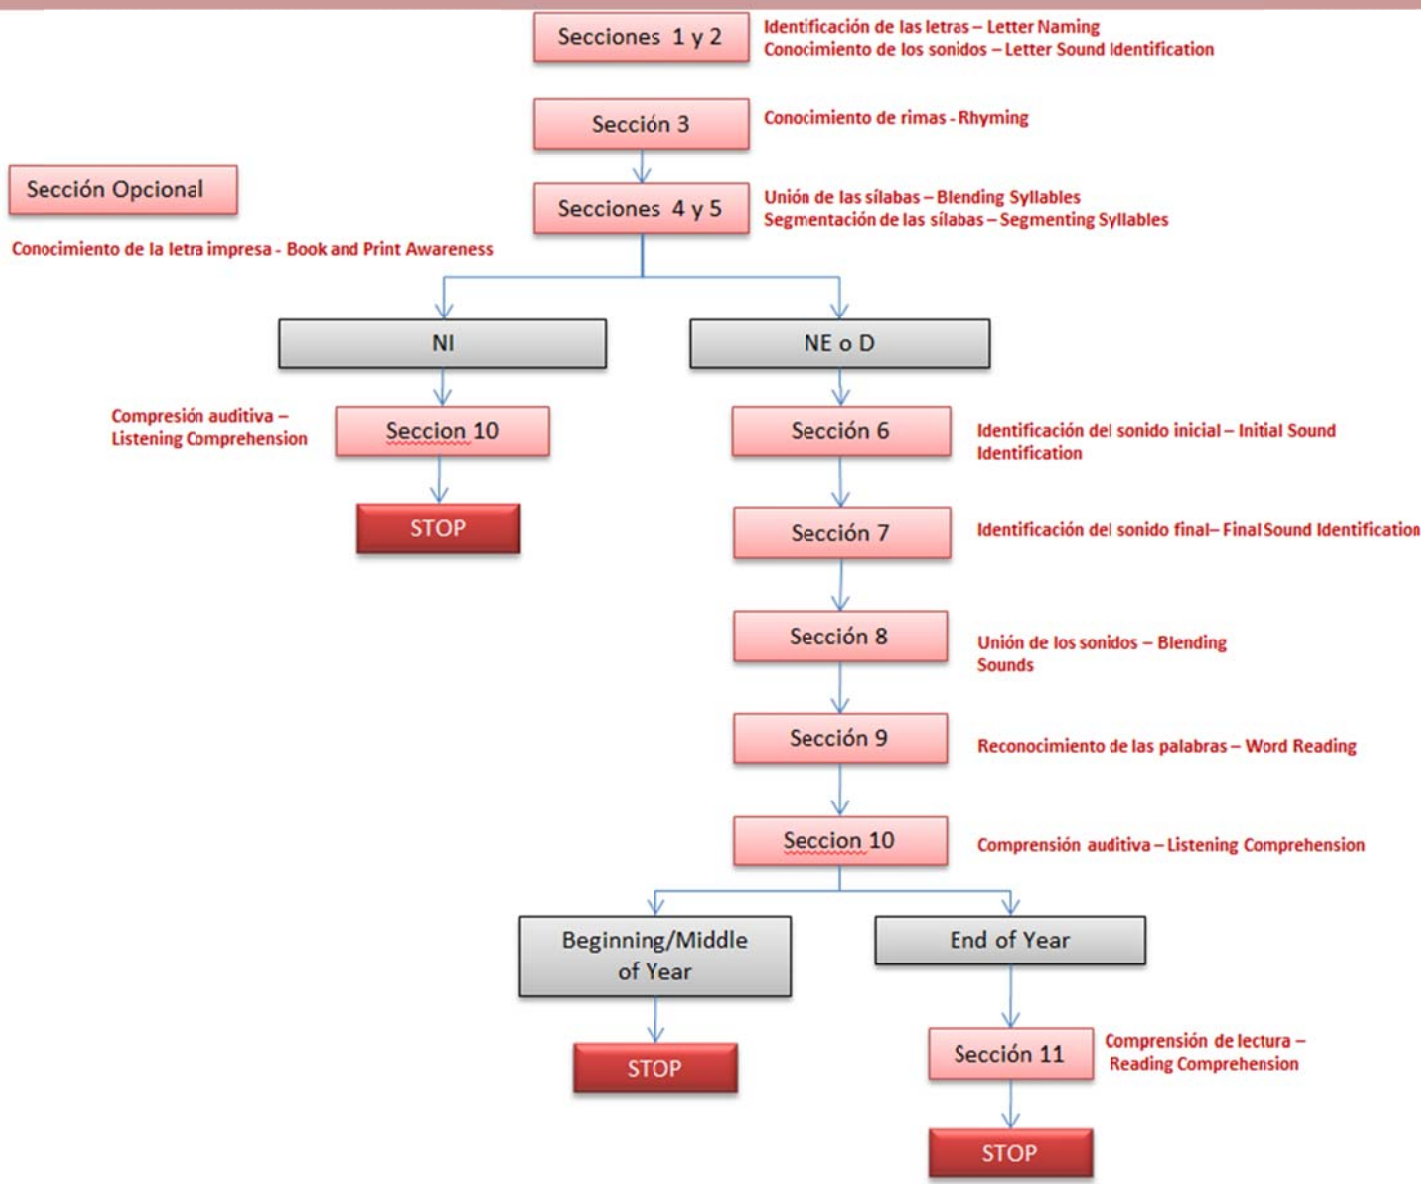 Secciones 1 y 2
Identificación de las letras – Letter Naming
Conocimiento de los sonidos – Letter Sound Identification
Sección 3
Conocimiento de rimas - Rhyming
Sección Opcional
Conocimiento de la letra impresa - Book and Print Awareness
Secciones 4 y 5
Unión de las sílabas – Blending Syllables
Segmentación de las sílabas – Segmenting Syllables
NI
NE o D
Compresión auditiva –
Listening Comprehension
Seccion 10
STOP
Sección 6
Identificación del sonido inicial – Initial Sound
Identification
Sección 7
Identificación del sonido final– Final Sound Identification
Sección 8
Unión de los sonidos – Blending
Sounds
Sección 9
Reconocimiento de las palabras – Word Reading
Seccion 10
Comprensión auditiva – Listening Comprehension
Beginning/Middle
of Year
End of Year
STOP
Sección 11
Comprensión de lectura –
Reading Comprehension
STOP